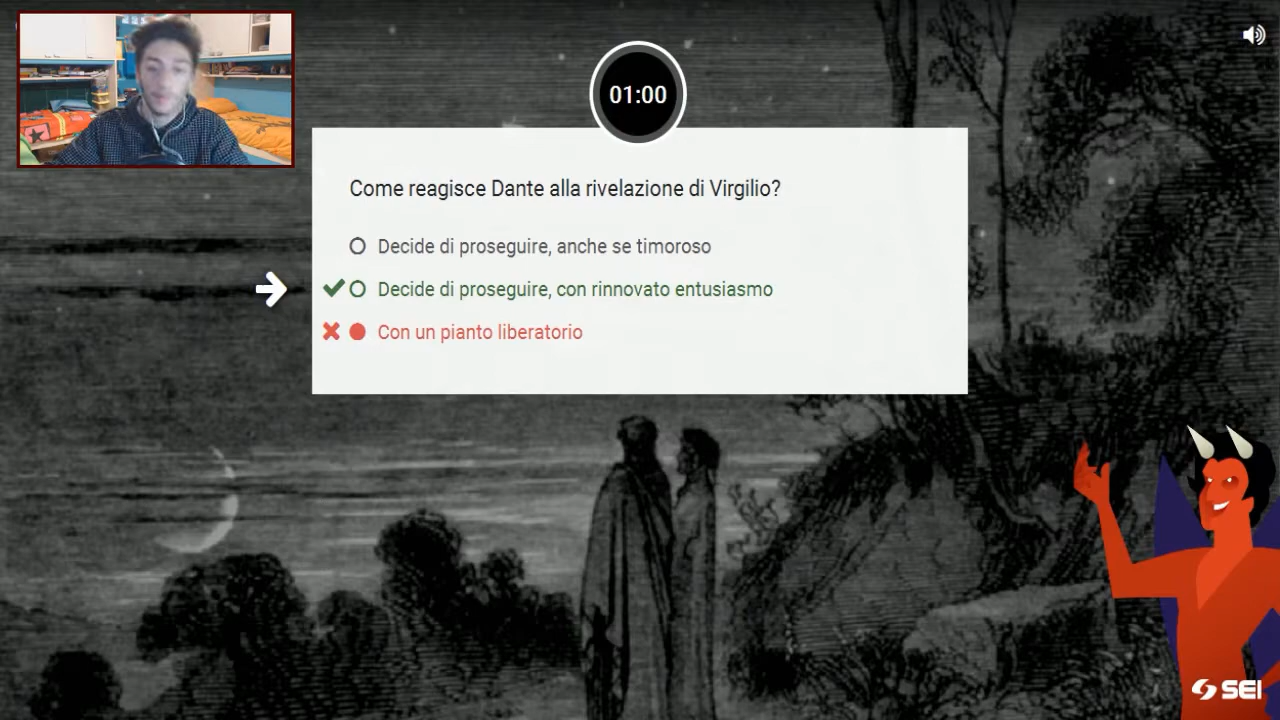 01:00
Come reagisce Dante alla rivelazione di Virgilio?
Decide di proseguire, anche se timoroso
Decide di proseguire, con rinnovato entusiasmo
Con un pianto liberatorio
SEI